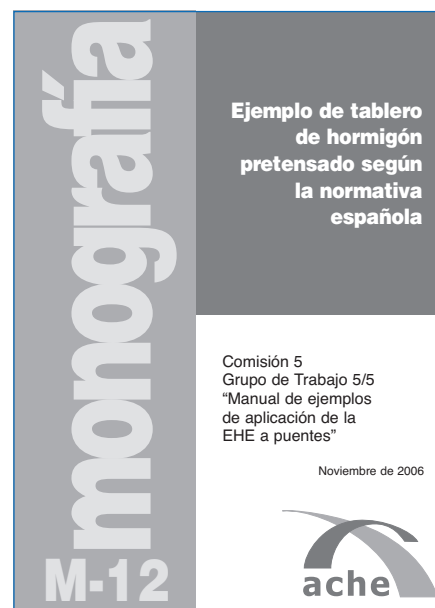 monografía
M-12
Ejemplo de tablero
de hormigón
pretensado según
la normativa
española
Comisión 5
Grupo de Trabajo 5/5
“Manual de ejemplos
de aplicación de la
EHE a puentes”
Noviembre de 2006
ache